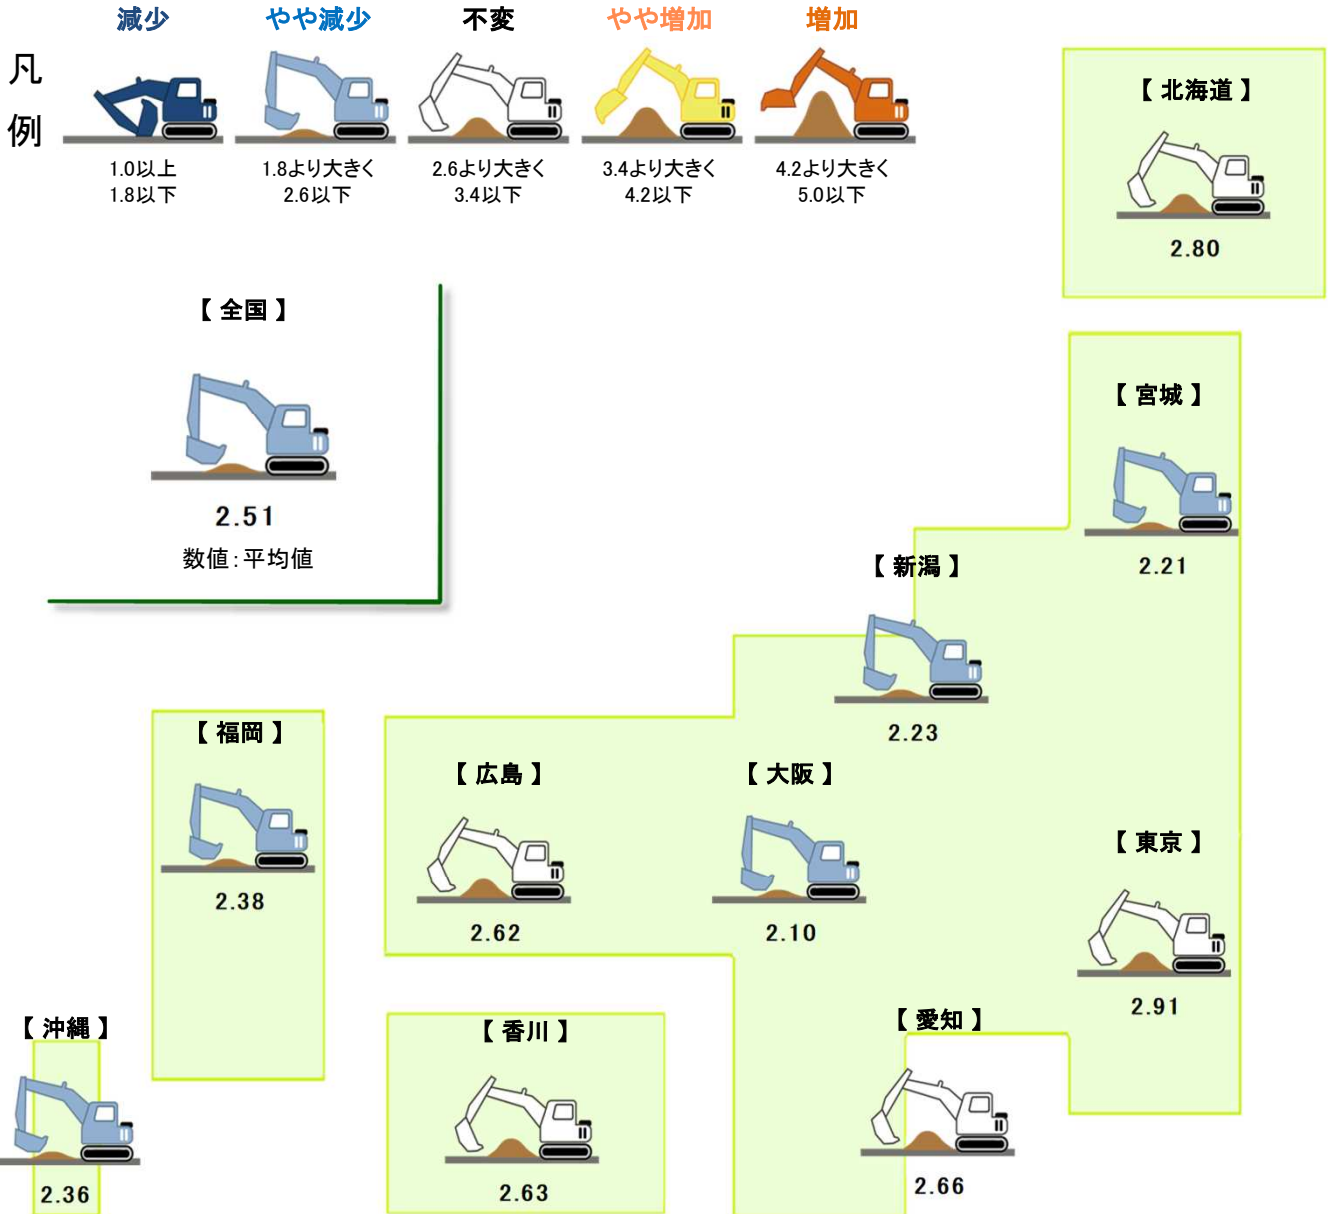 減少 やや減少 不変 やや増加 増加
凡例
1.0以上 1.8より大きく 2.6より大きく 3.4より大きく 4.2より大きく
1.8以下 2.6以下 3.4以下 4.2以下 5.0以下
【 北海道 】
2.80
【 全国 】
2.51
数値：平均値
【 宮城 】
2.21
【 新潟 】
2.23
【 福岡 】
2.38
【 広島 】
2.62
【 大阪 】
2.10
【 東京 】
2.91
【 沖縄 】
2.36
【 香川 】
2.63
【 愛知 】
2.66